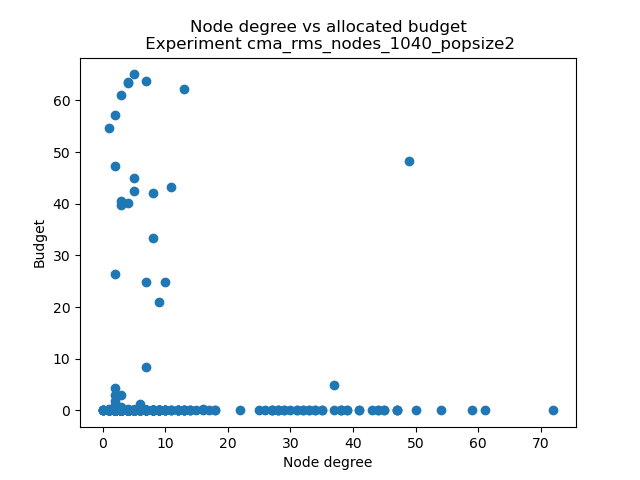 Node degree vs allocated budget
Experiment cma_rms_nodes_1040_popsize2
60
50
40
30
20
10
0
Budget
0 10 20 30 40 50 60 70
Node degree